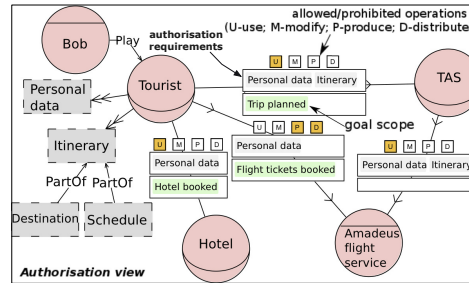 allowed/prohibited operations
(U-use; M-modify; P-produce; D-distribute
Bob
Play
authorisation
requirements
U M P D
Personal data Itinerary
Trip planned
goal scope
TAS
Tourist
Personal
data
Itinerary
PartOf PartOf
Destination
Schedule
U M P D
Personal data
Hotel booked
U M P D
Personal data
Flight tickets booked
U M P D
Personal data Itinerary
Hotel
Amadeus
flight
service
Authorisation view